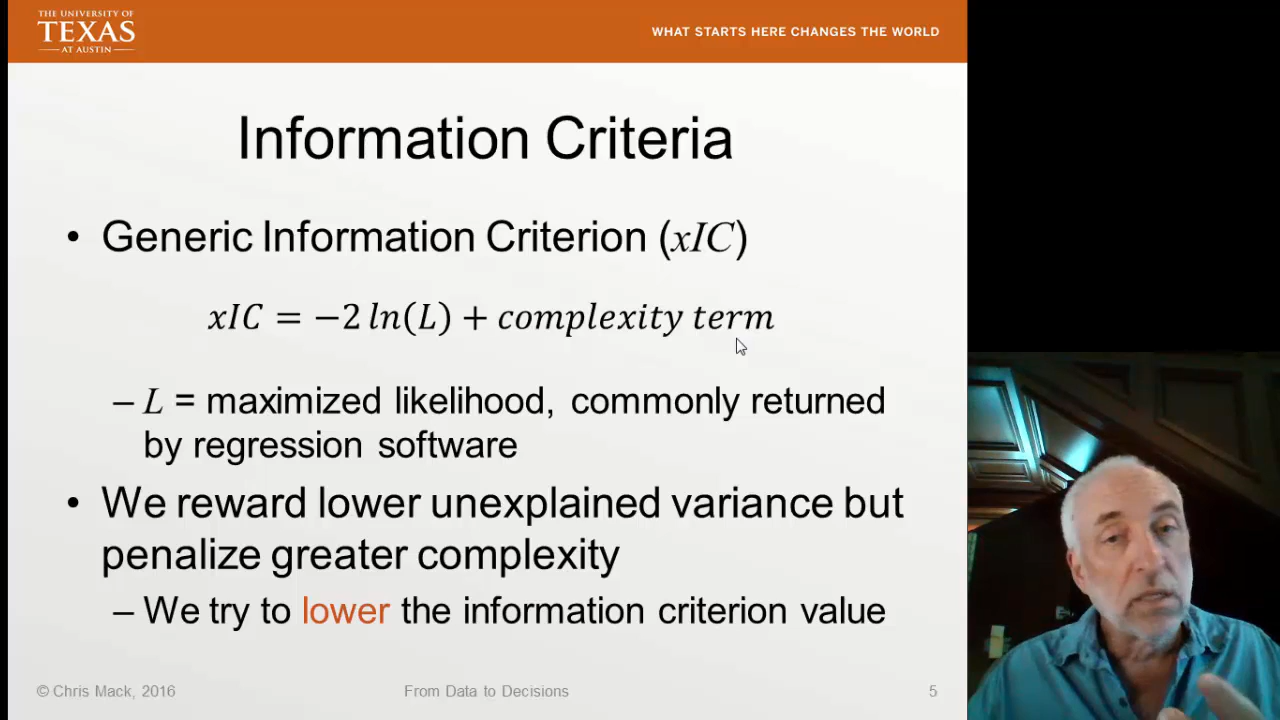 THE UNIVERSITY OF
TEXAS
AT AUSTIN
WHAT STARTS HERE CHANGES THE WORLD
Information Criteria
• Generic Information Criterion (xIC)
xIC = −2 ln(L) + complexity term
– L = maximized likelihood, commonly returned
by regression software
• We reward lower unexplained variance but
penalize greater complexity
– We try to lower the information criterion value
© Chris Mack, 2016
From Data to Decisions
5